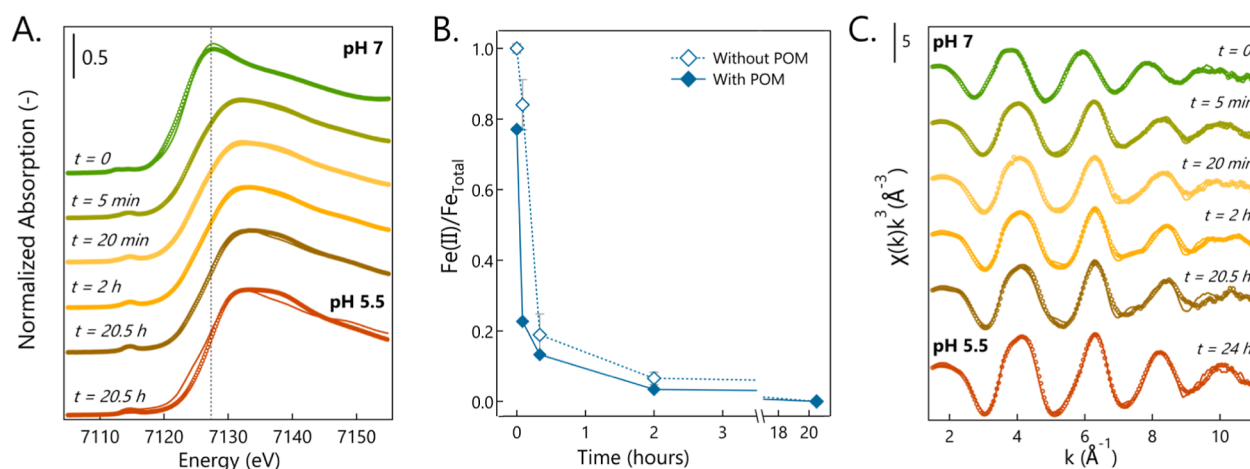 A.
0.5
pH 7
t = 0
t = 5 min
t = 20 min
t = 2 h
t = 20.5 h
pH 5.5
t = 20.5 h
Normalized Absorption (-)
7110 7120 7130 7140 7150
Energy (eV)
B.
Without POM
With POM
1.0
0.8
0.6
0.4
0.2
0.0
Fe(II)/FeTotal
0 1 2 3 18 20
Time (hours)
C.
5
pH 7
t = 0
t = 5 min
t = 20 min
t = 2 h
t = 20.5 h
pH 5.5
t = 24 h
χ(k)k³ (Å⁻³)
2 4 6 8 10
k (Å⁻¹)